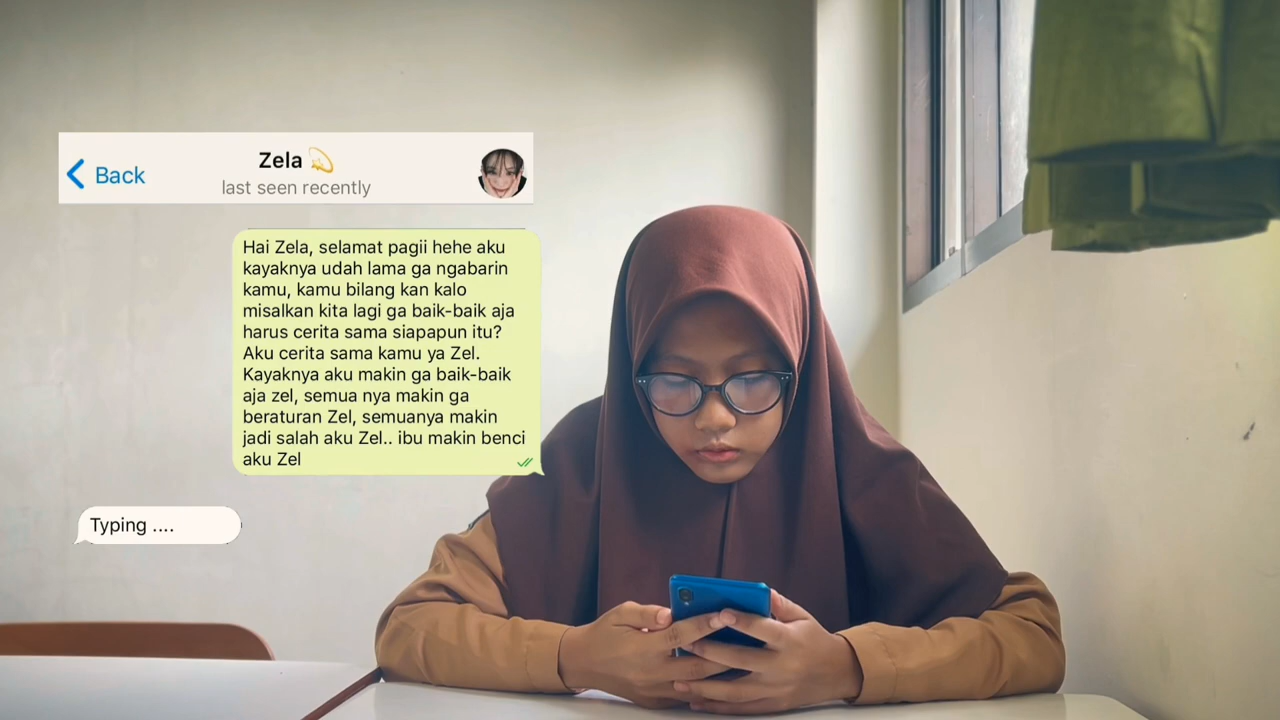 Back
Zela 💫
last seen recently
Hai Zela, selamat pagii hehe aku
kayaknya udah lama ga ngabarin
kamu, kamu bilang kan kalo
misalkan kita lagi ga baik-baik aja
harus cerita sama siapapun itu?
Aku cerita sama kamu ya Zel.
Kayaknya aku makin ga baik-baik
aja zel, semua nya makin ga
beraturan Zel, semuanya makin
jadi salah aku Zel.. ibu makin benci
aku Zel
Typing ....